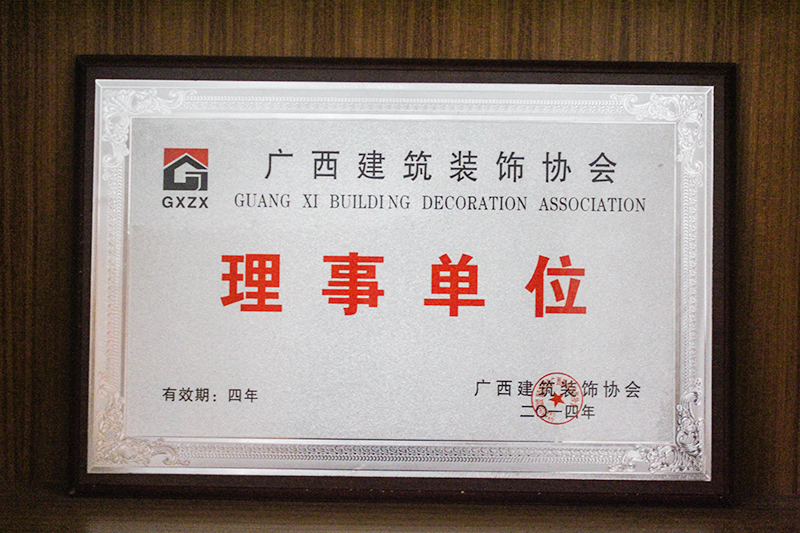 广西建筑装饰协会
GXZX
GUANG XI BUILDING DECORATION ASSOCIATION
理事单位
有效期：四年
广西建筑装饰协会
二〇一四年